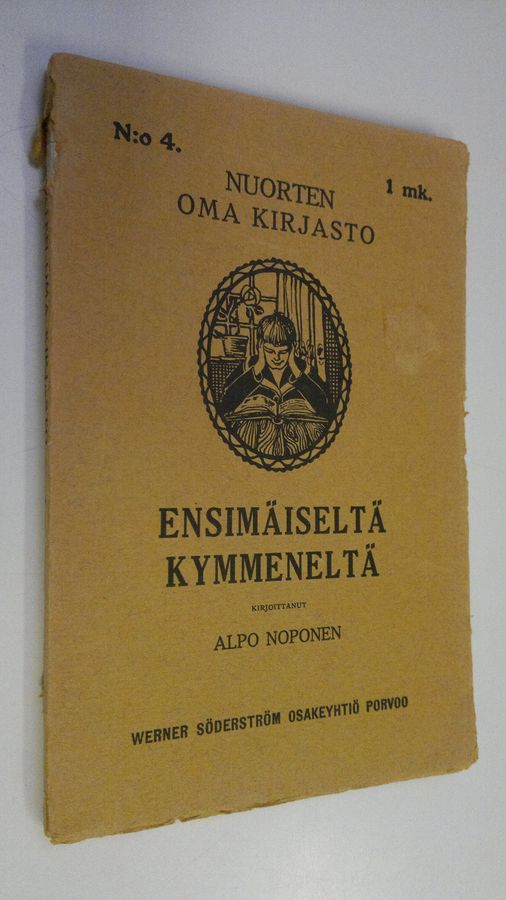 N:o 4.
1 mk.
NUORTEN
OMA KIRJASTO
ENSIMÄISELTÄ
KYMMENELTÄ
KIRJOITTANUT
ALPO NOPONEN
WERNER SÖDERSTRÖM OSAKEYHTIÖ PORVOO